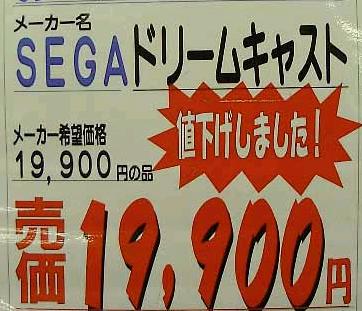 メーカー名
SEGAドリームキャスト
メーカー希望価格
19,900円の品
値下げしました!
売価19,900円